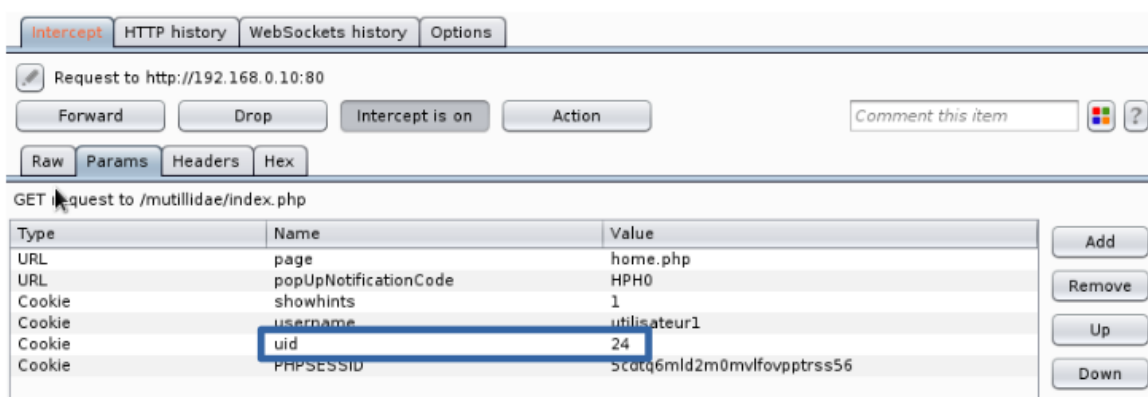 Intercept HTTP history WebSockets history Options
Request to http://192.168.0.10:80
Forward Drop Intercept is on Action Comment this item ?
Raw Params Headers Hex
GET request to /mutillidae/index.php
Type Name Value
Add
URL page home.php
URL popUpNotificationCode HPH0
Remove
Cookie showhints 1
Cookie username utilisateur1
Up
Cookie uid 24
Cookie PHPSESSID 5cdtq6mld2m0mvlfovpptrss56
Down